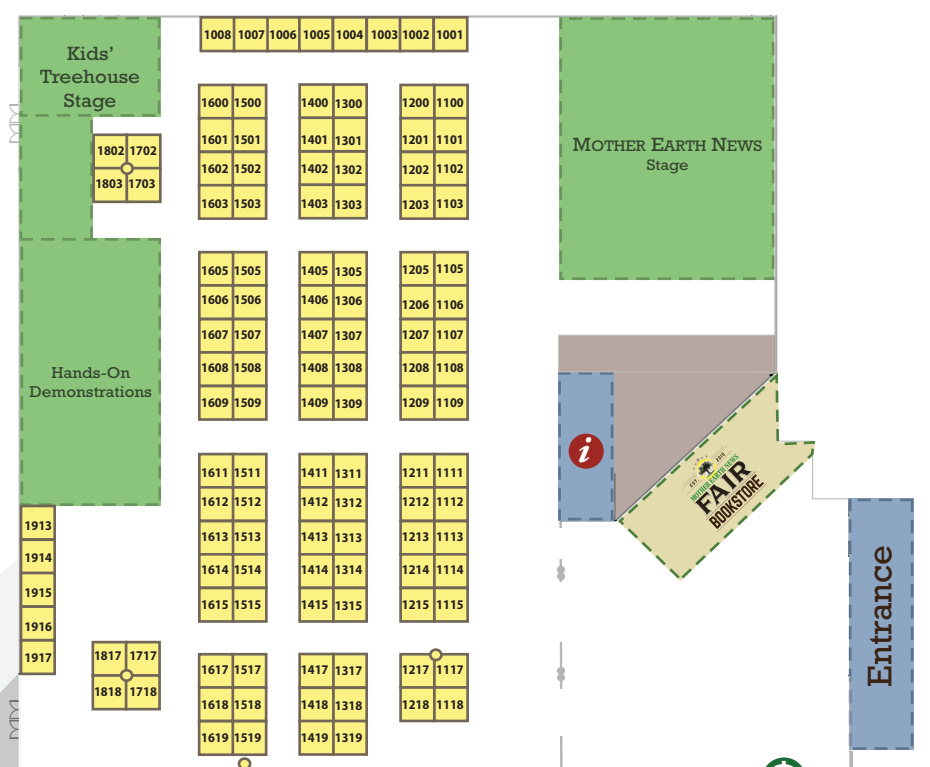 1008 1007 1006 1005 1004 1003 1002 1001
Kids’
Treehouse
Stage
1600 1500 1400 1300 1200 1100
1601 1501 1401 1301 1201 1101
1602 1502 1402 1302 1202 1102
1603 1503 1403 1303 1203 1103
1802 1702
1803 1703
MOTHER EARTH NEWS
Stage
1605 1505 1405 1305 1205 1105
1606 1506 1406 1306 1206 1106
1607 1507 1407 1307 1207 1107
1608 1508 1408 1308 1208 1108
1609 1509 1409 1309 1209 1109
Hands-On
Demonstrations
i
EST. 2010
MOTHER EARTH NEWS
FAIR
BOOKSTORE
1611 1511 1411 1311 1211 1111
1612 1512 1412 1312 1212 1112
1613 1513 1413 1313 1213 1113
1614 1514 1414 1314 1214 1114
1615 1515 1415 1315 1215 1115
1913
1914
1915
1916
1917
Entrance
1817 1717
1818 1718
1617 1517 1417 1317 1217 1117
1618 1518 1418 1318 1218 1118
1619 1519 1419 1319